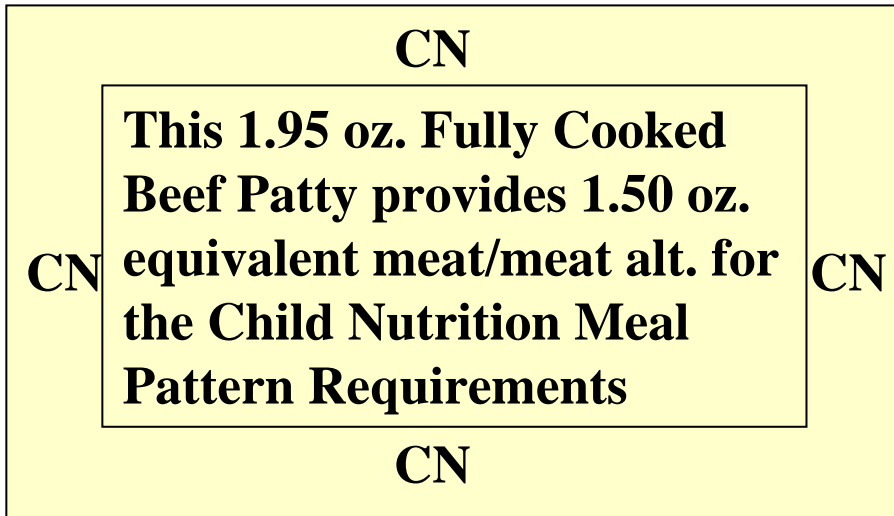 CN
This 1.95 oz. Fully Cooked
Beef Patty provides 1.50 oz.
equivalent meat/meat alt. for
CN
CN
the Child Nutrition Meal
Pattern Requirements
CN